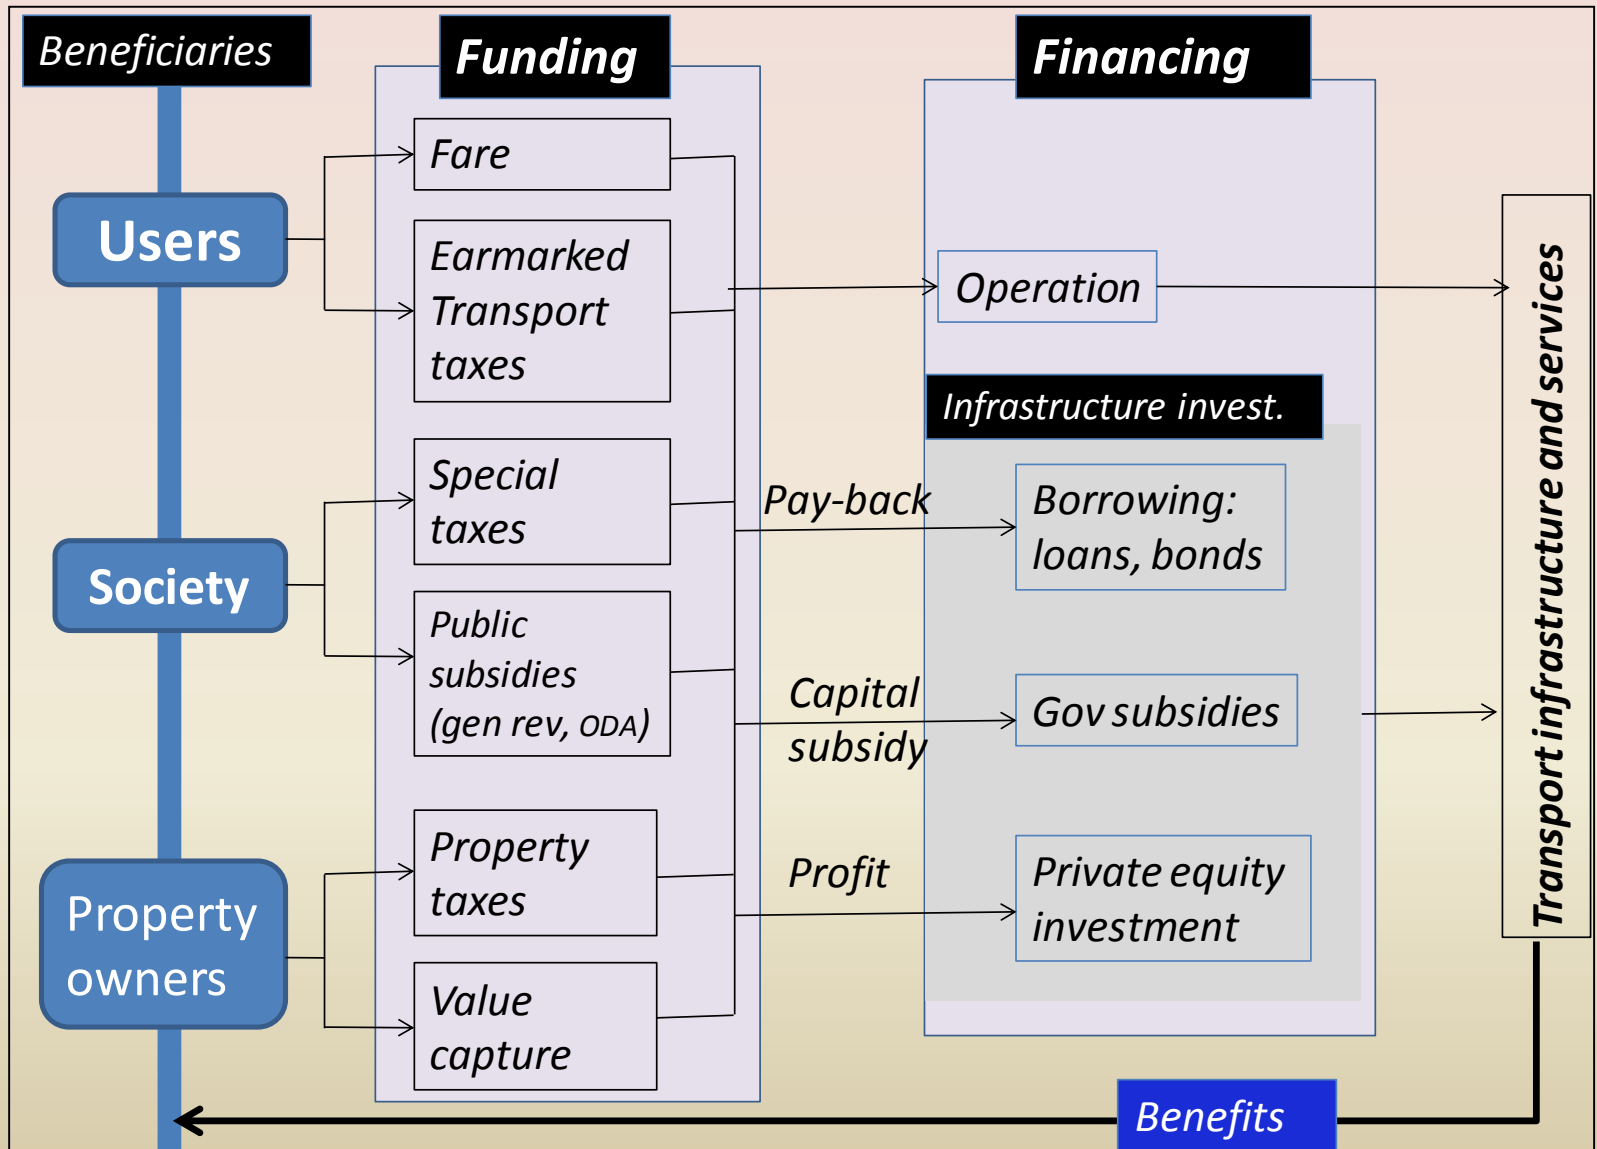 Beneficiaries
Funding
Financing
Users
Fare
Earmarked
Transport
taxes
Operation
Infrastructure invest.
Society
Special
taxes
Public
subsidies
(gen rev, ODA)
Pay-back
Borrowing:
loans, bonds
Capital
subsidy
Gov subsidies
Property
owners
Property
taxes
Value
capture
Profit
Private equity
investment
Transport infrastructure and services
Benefits